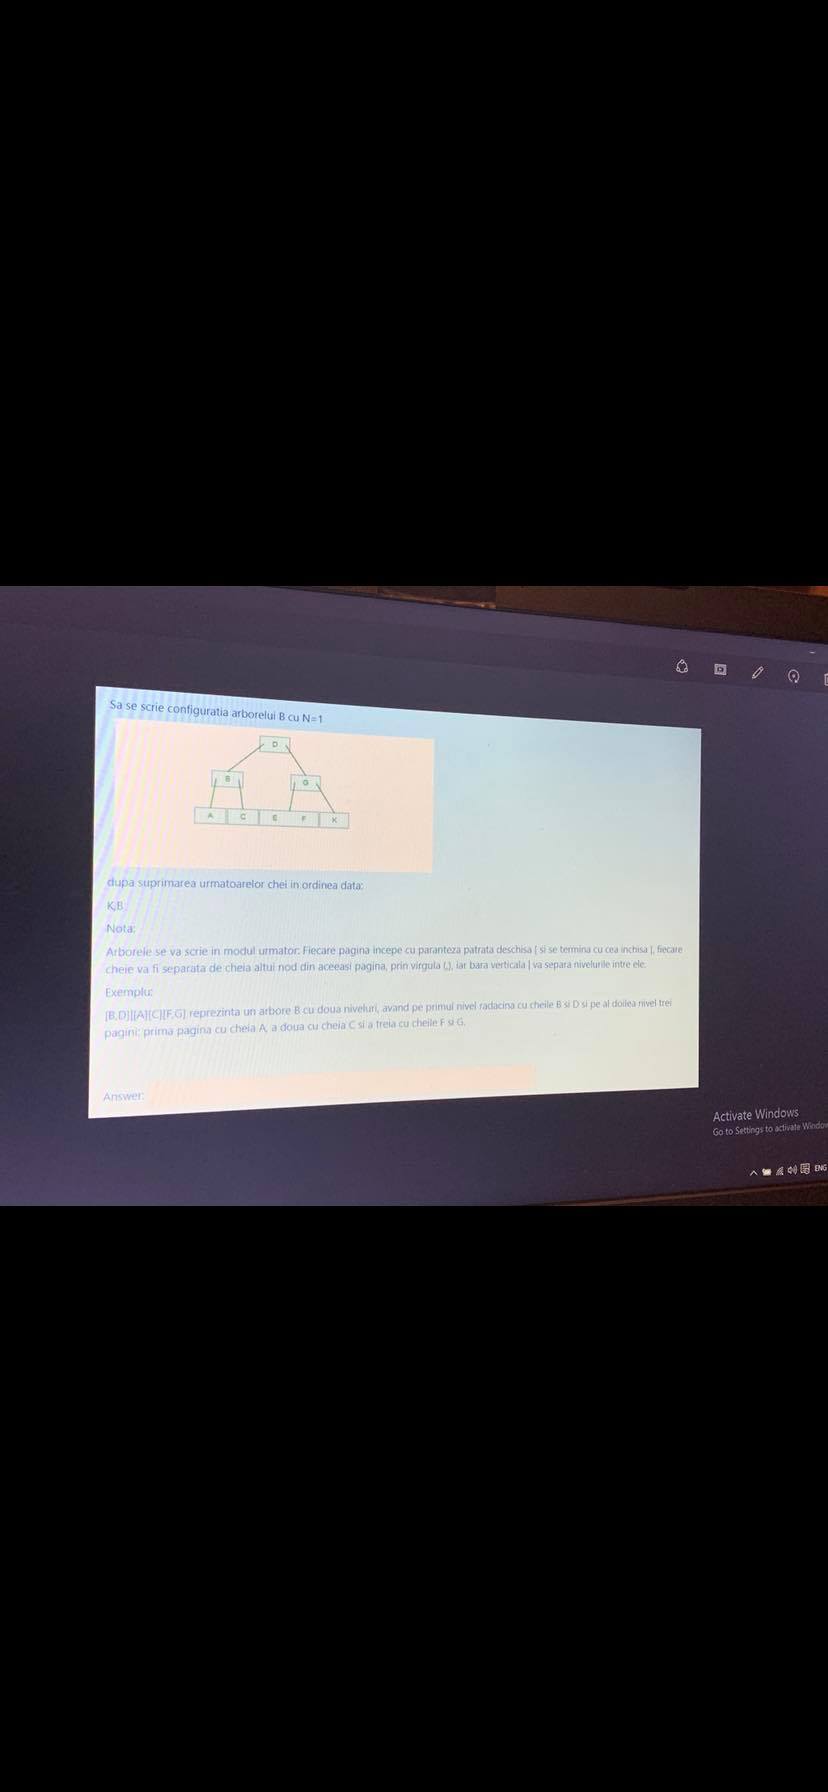 Sa se scrie configuratia arborelui B cu N=1
D
B G
A C E F K
dupa suprimarea urmatoarelor chei in ordinea data:
K,B;
Nota:
Arborele se va scrie in modul urmator: Fiecare pagina incepe cu paranteza patrata deschisa [ si se termina cu cea inchisa ], fiecare
cheie va fi separata de cheia altui nod din aceeasi pagina, prin virgula (,), iar bara verticala | va separa nivelurile intre ele.
Exemplu:
[B,D]|[A][C][F,G] reprezinta un arbore B cu doua niveluri, avand pe primul nivel radacina cu cheile B si D si pe al doilea nivel trei
pagini: prima pagina cu cheia A, a doua cu cheia C si a treia cu cheile F si G.
Answer:
Activate Windows
Go to Settings to activate Window
ENG